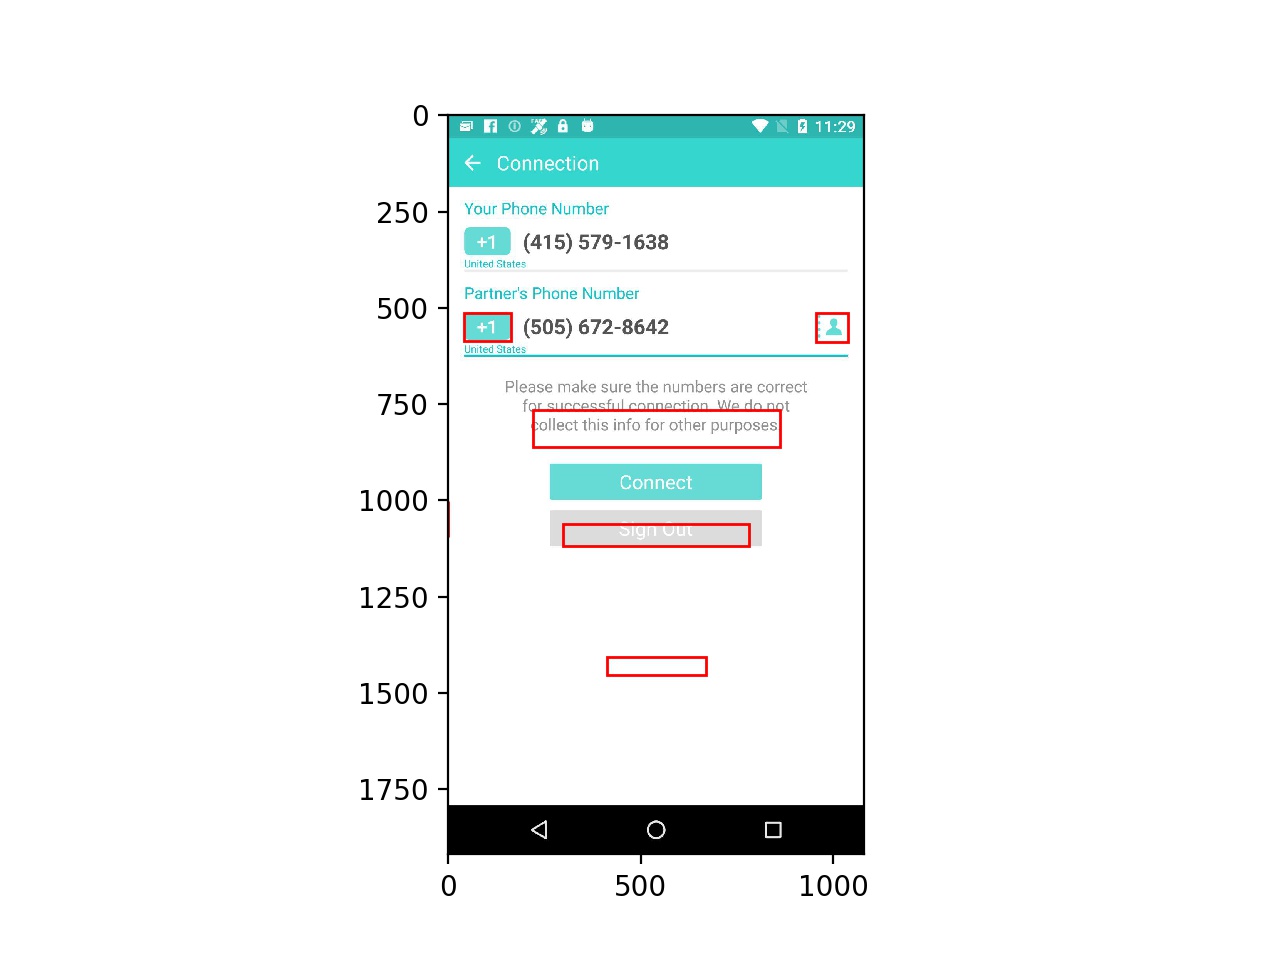 0
250
500
750
1000
1250
1500
1750
0
500
1000
11:29
Connection
Your Phone Number
+1 (415) 579-1638
United States
Partner's Phone Number
+1 (505) 672-8642
United States
Please make sure the numbers are correct
for successful connection. We do not
collect this info for other purposes.
Connect
Sign Out